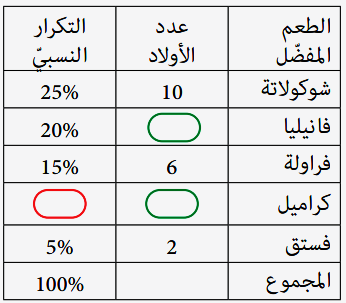 الطعم المفضّل | عدد الأولاد | التكرار النسبيّ
شوكولاتة | 10 | 25%
فانيليا | | 20%
فراولة | 6 | 15%
كراميل | |
فستق | 2 | 5%
المجموع | | 100%